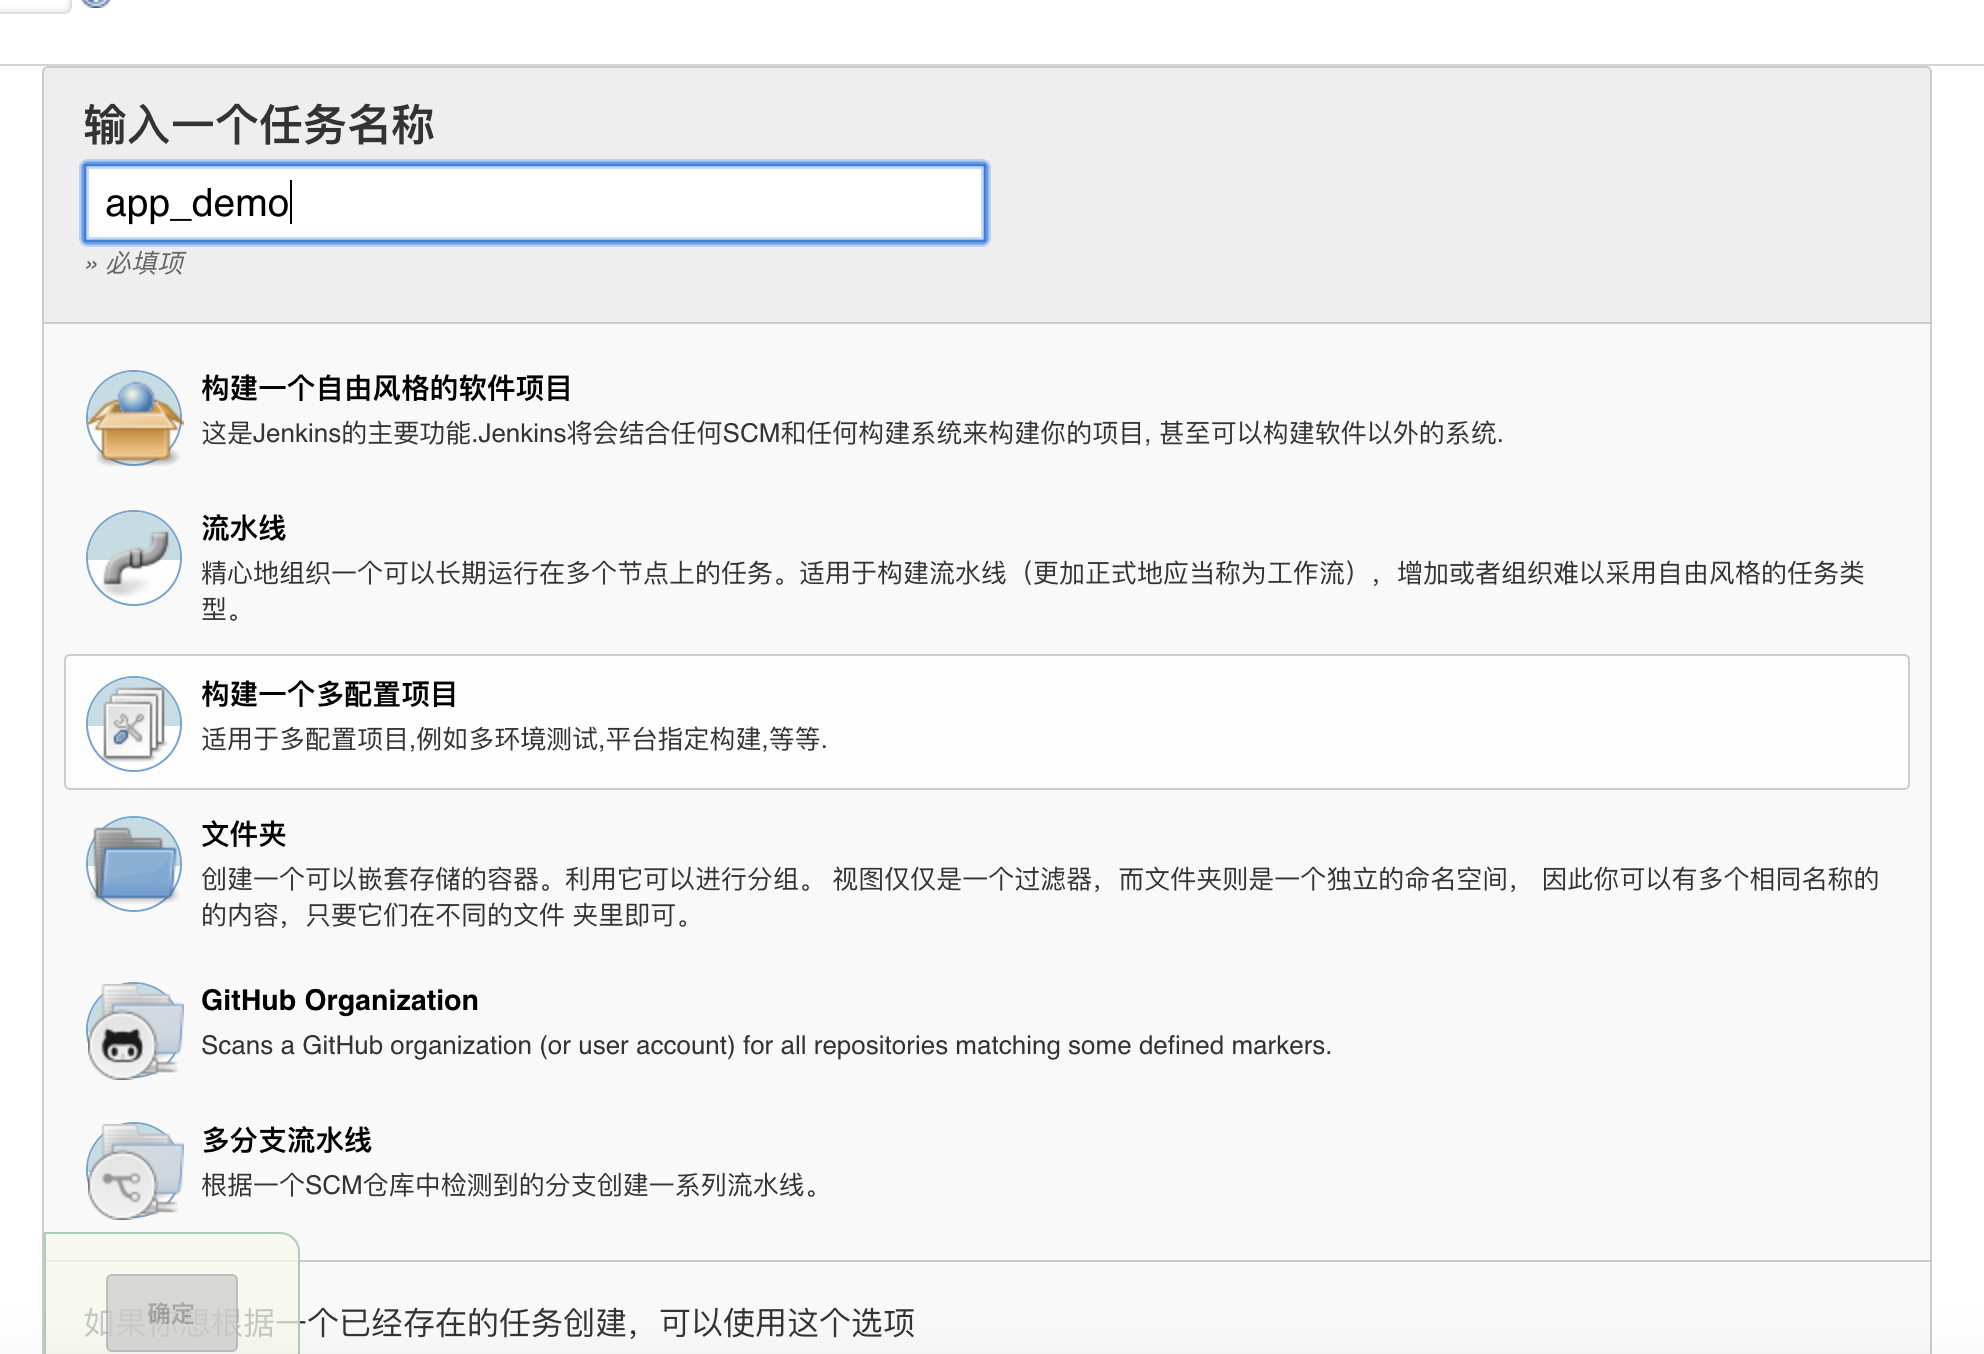 输入一个任务名称
app_demo
» 必填项
构建一个自由风格的软件项目
这是Jenkins的主要功能.Jenkins将会结合任何SCM和任何构建系统来构建你的项目, 甚至可以构建软件以外的系统.
流水线
精心地组织一个可以长期运行在多个节点上的任务。适用于构建流水线（更加正式地应当称为工作流），增加或者组织难以采用自由风格的任务类
型。
构建一个多配置项目
适用于多配置项目,例如多环境测试,平台指定构建,等等.
文件夹
创建一个可以嵌套存储的容器。利用它可以进行分组。 视图仅仅是一个过滤器，而文件夹则是一个独立的命名空间， 因此你可以有多个相同名称的
的内容，只要它们在不同的文件 夹里即可。
GitHub Organization
Scans a GitHub organization (or user account) for all repositories matching some defined markers.
多分支流水线
根据一个SCM仓库中检测到的分支创建一系列流水线。
确定
如果你想根据一个已经存在的任务创建，可以使用这个选项